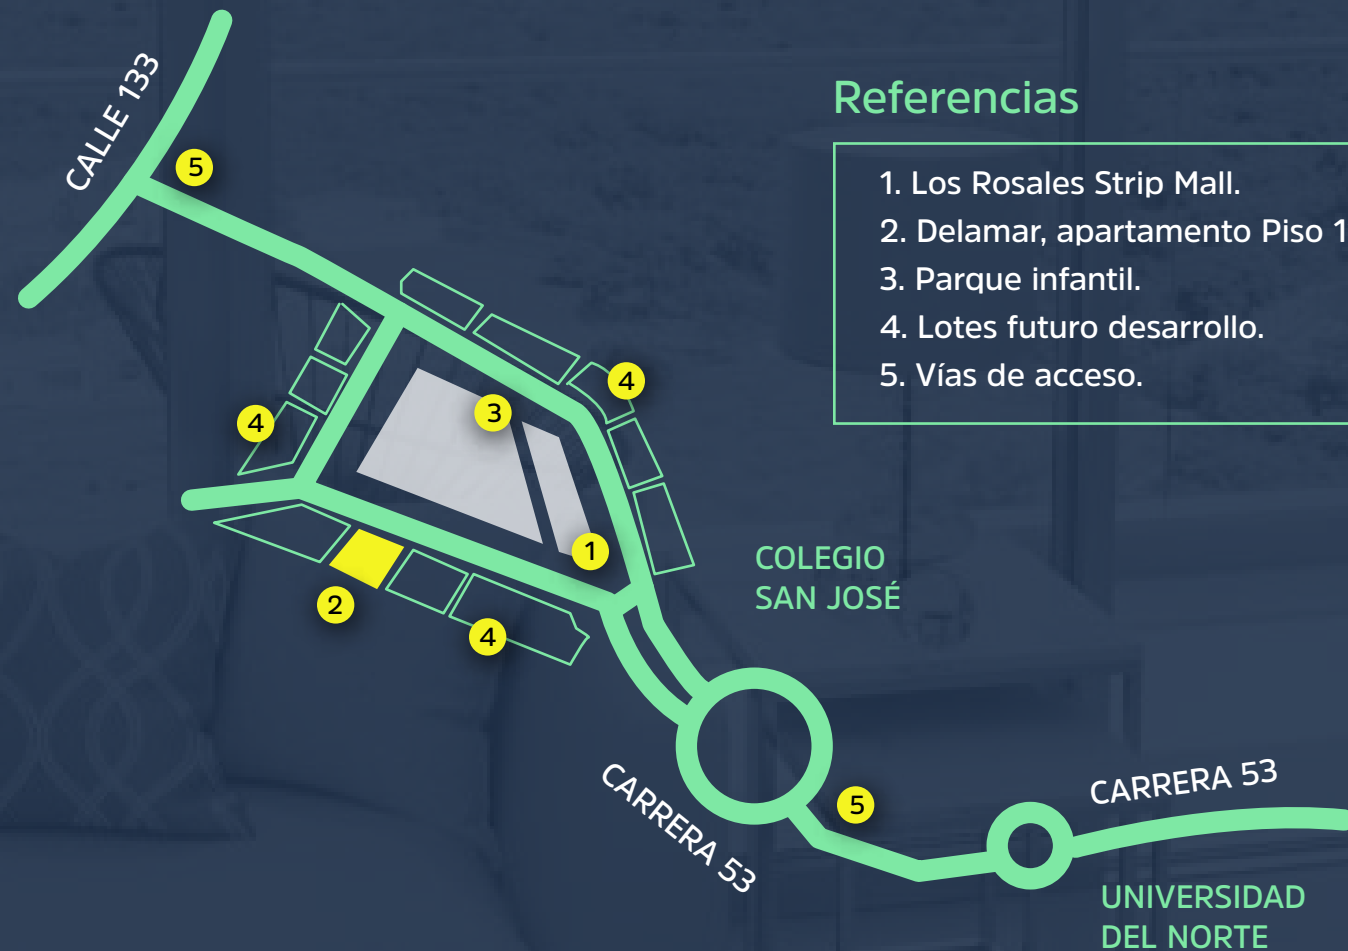 CALLE 133
5
Referencias
1. Los Rosales Strip Mall.
2. Delamar, apartamento Piso 1
3. Parque infantil.
4. Lotes futuro desarrollo.
5. Vías de acceso.
4
3
4
1
2
4
COLEGIO
SAN JOSÉ
CARRERA 53
5
CARRERA 53
UNIVERSIDAD
DEL NORTE